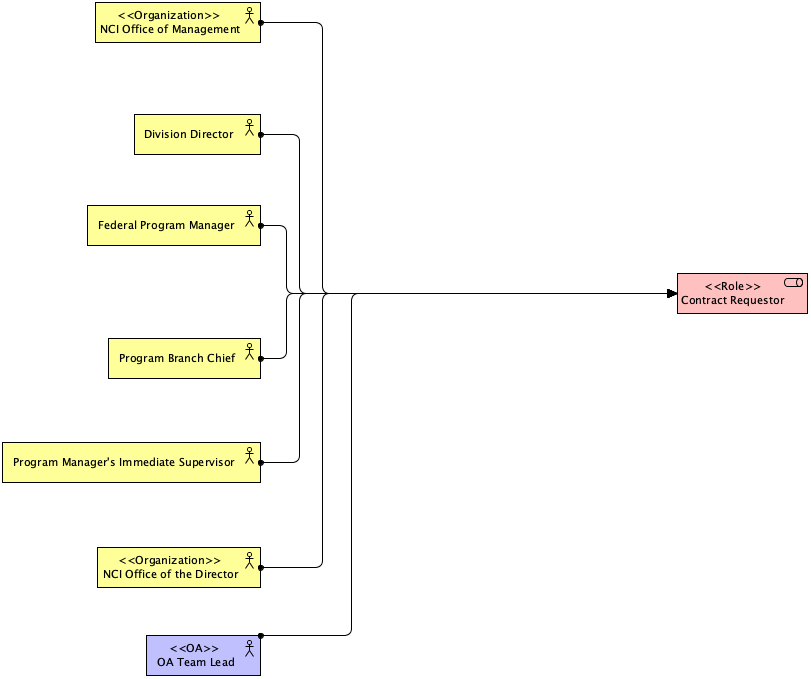 <<Organization>>
NCI Office of Management
Division Director
Federal Program Manager
<<Role>>
Contract Requestor
Program Branch Chief
Program Manager's Immediate Supervisor
<<Organization>>
NCI Office of the Director
<<OA>>
OA Team Lead